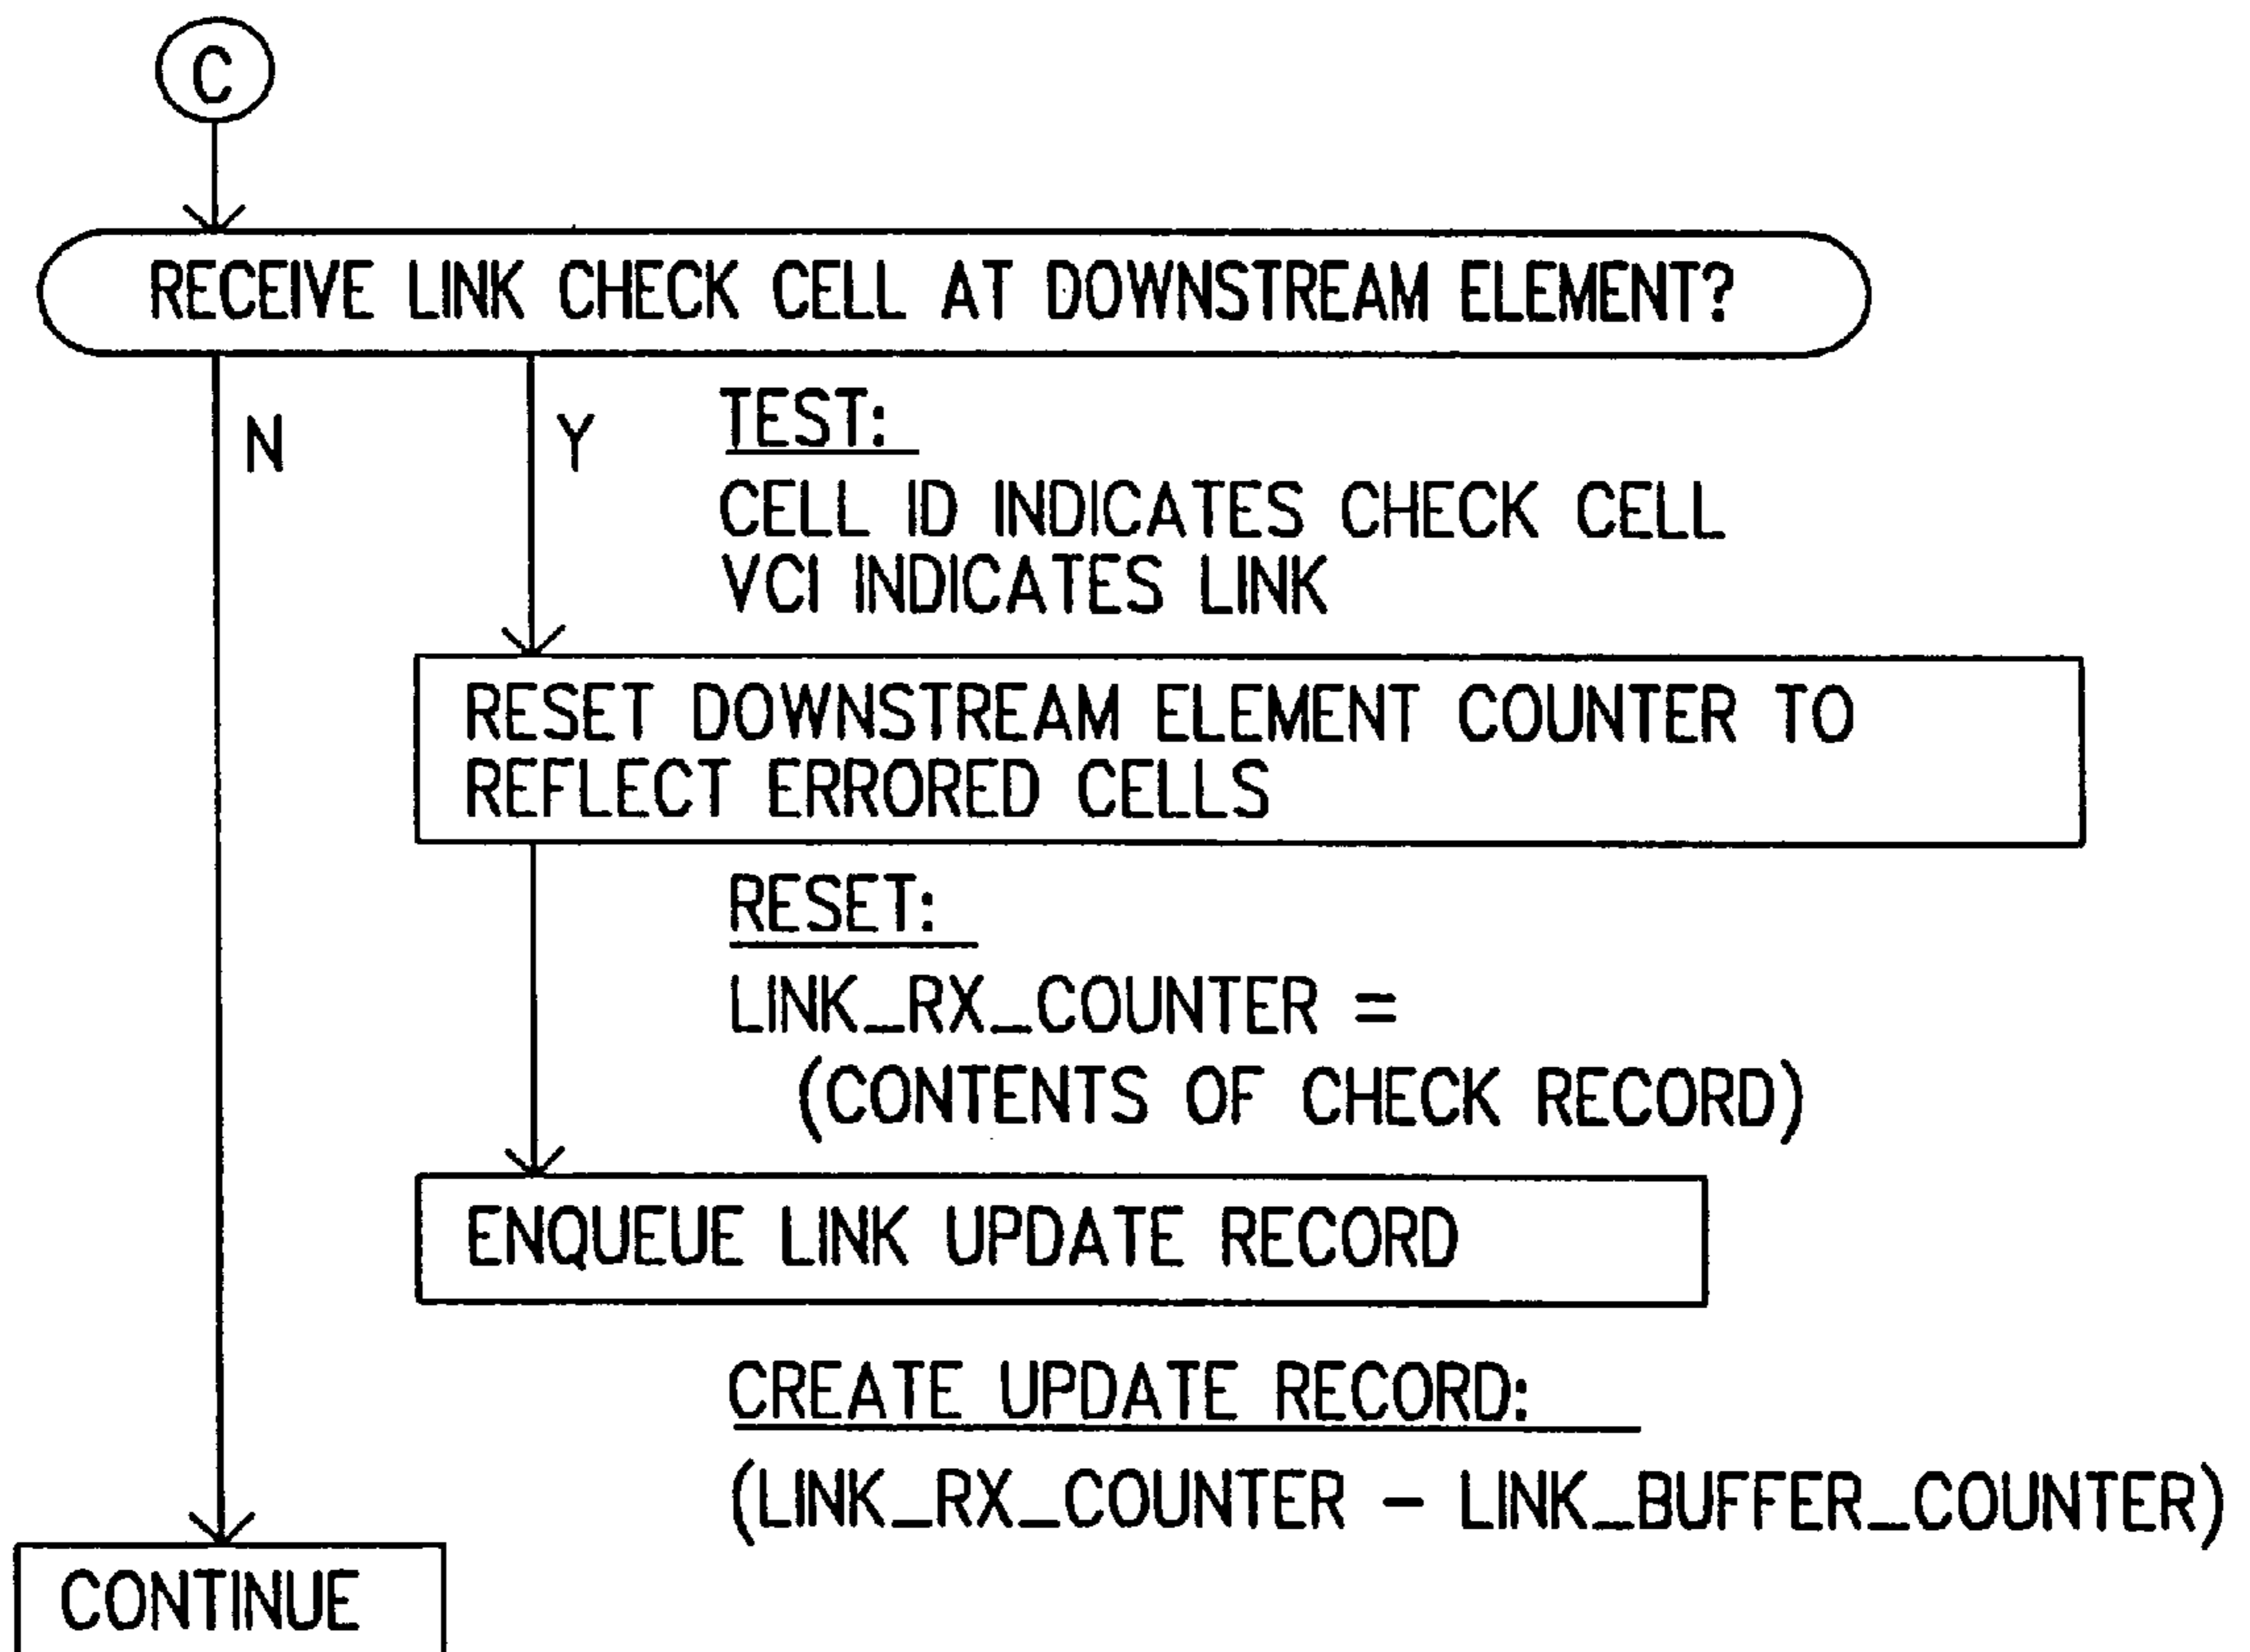 C
RECEIVE LINK CHECK CELL AT DOWNSTREAM ELEMENT?
N
Y
TEST:
CELL ID INDICATES CHECK CELL
VCI INDICATES LINK
RESET DOWNSTREAM ELEMENT COUNTER TO
REFLECT ERRORED CELLS
RESET:
LINK_RX_COUNTER =
(CONTENTS OF CHECK RECORD)
ENQUEUE LINK UPDATE RECORD
CREATE UPDATE RECORD:
(LINK_RX_COUNTER - LINK_BUFFER_COUNTER)
CONTINUE